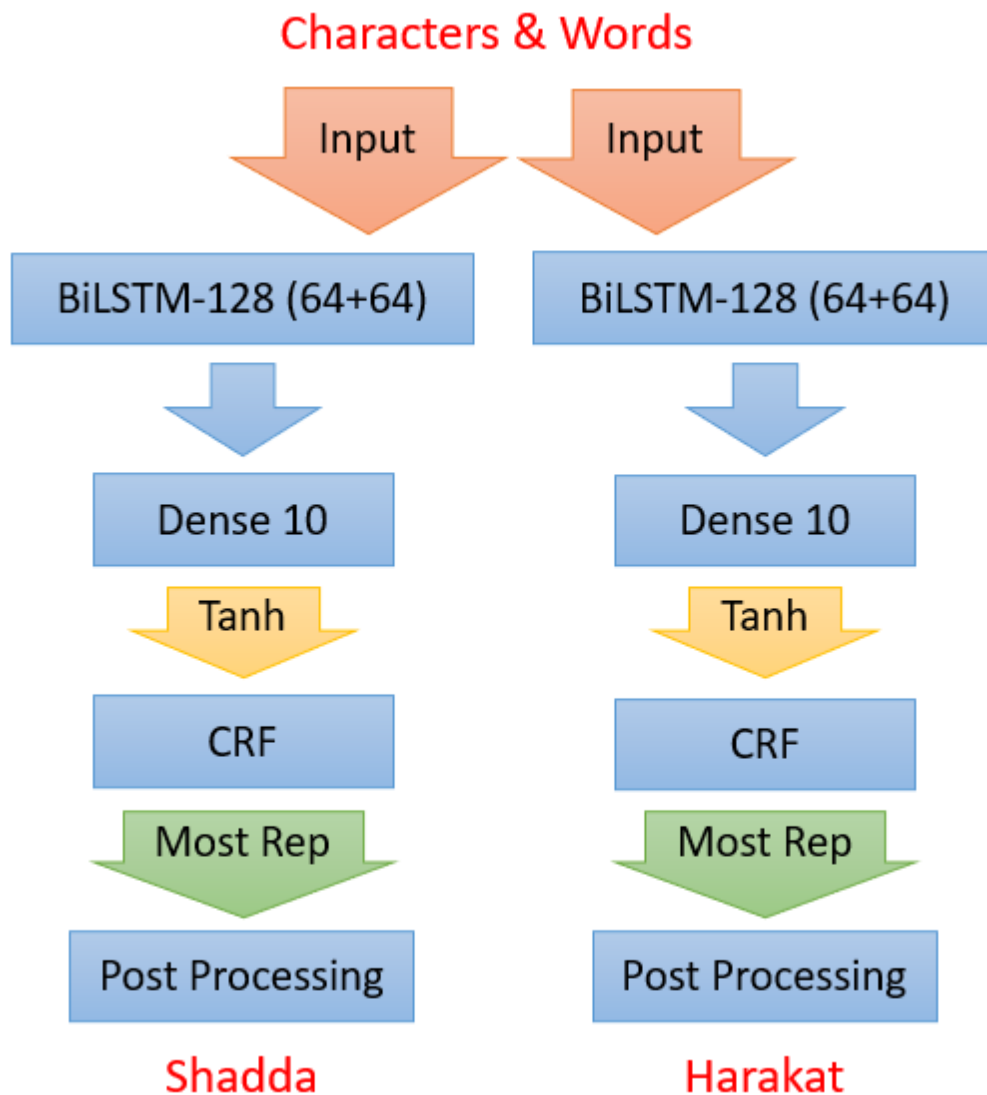 Characters & Words
Input Input
BiLSTM-128 (64+64) BiLSTM-128 (64+64)
Dense 10 Dense 10
Tanh Tanh
CRF CRF
Most Rep Most Rep
Post Processing Post Processing
Shadda Harakat